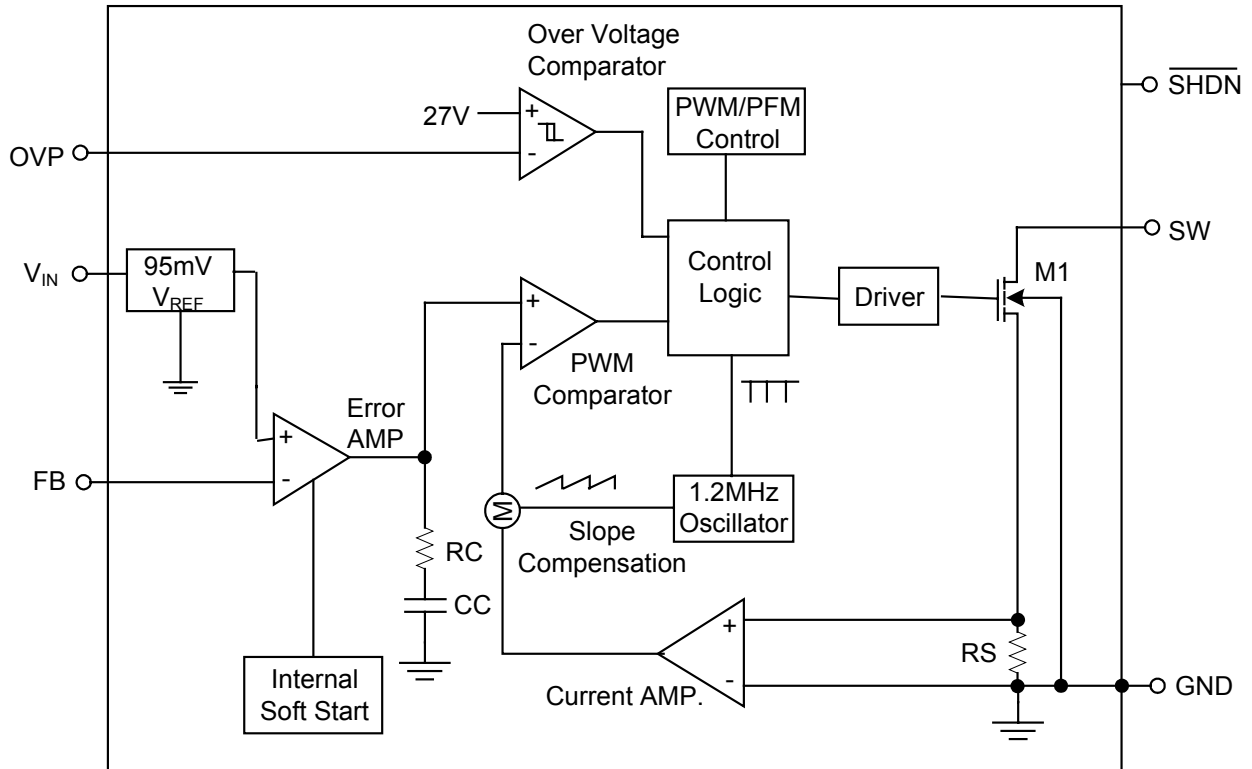 Over Voltage
Comparator
SHDN
27V
+
-
PWM/PFM
Control
OVP
SW
VIN
95mV
VREF
+
-
Control
Logic
Driver
M1
PWM
Comparator
Error
AMP
+
-
FB
1.2MHz
Oscillator
M
Slope
Compensation
RC
CC
+
-
RS
Internal
Soft Start
Current AMP.
GND